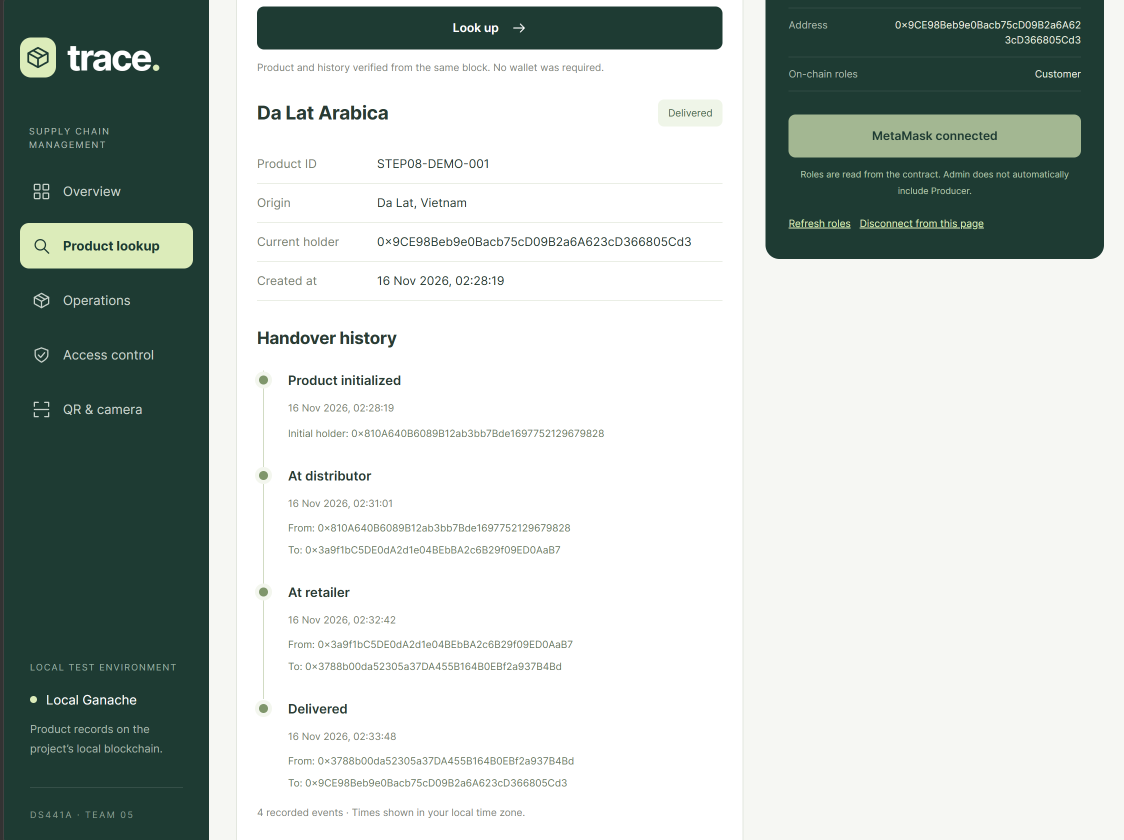 trace.
SUPPLY CHAIN
MANAGEMENT
Overview
Product lookup
Operations
Access control
QR & camera
LOCAL TEST ENVIRONMENT
Local Ganache
Product records on the
project's local blockchain.
DS441A · TEAM 05
Look up →
Product and history verified from the same block. No wallet was required.
Da Lat Arabica
Delivered
Product ID STEP08-DEMO-001
Origin Da Lat, Vietnam
Current holder 0×9CE98Beb9e0Bacb75cD09B2a6A623cD366805Cd3
Created at 16 Nov 2026, 02:28:19
Handover history
Product initialized
16 Nov 2026, 02:28:19
Initial holder: 0×810A640B6089B12ab3bb7Bde1697752129679828
At distributor
16 Nov 2026, 02:31:01
From: 0×810A640B6089B12ab3bb7Bde1697752129679828
To: 0×3a9f1bC5DE0dA2d1e04BEbBA2c6B29f09ED0AaB7
At retailer
16 Nov 2026, 02:32:42
From: 0×3a9f1bC5DE0dA2d1e04BEbBA2c6B29f09ED0AaB7
To: 0×3788b00da52305a37DA455B164B0EBf2a937B4Bd
Delivered
16 Nov 2026, 02:33:48
From: 0×3788b00da52305a37DA455B164B0EBf2a937B4Bd
To: 0×9CE98Beb9e0Bacb75cD09B2a6A623cD366805Cd3
4 recorded events · Times shown in your local time zone.
Address 0×9CE98Beb9e0Bacb75cD09B2a6A62
3cD366805Cd3
On-chain roles Customer
MetaMask connected
Roles are read from the contract. Admin does not automatically
include Producer.
Refresh roles Disconnect from this page